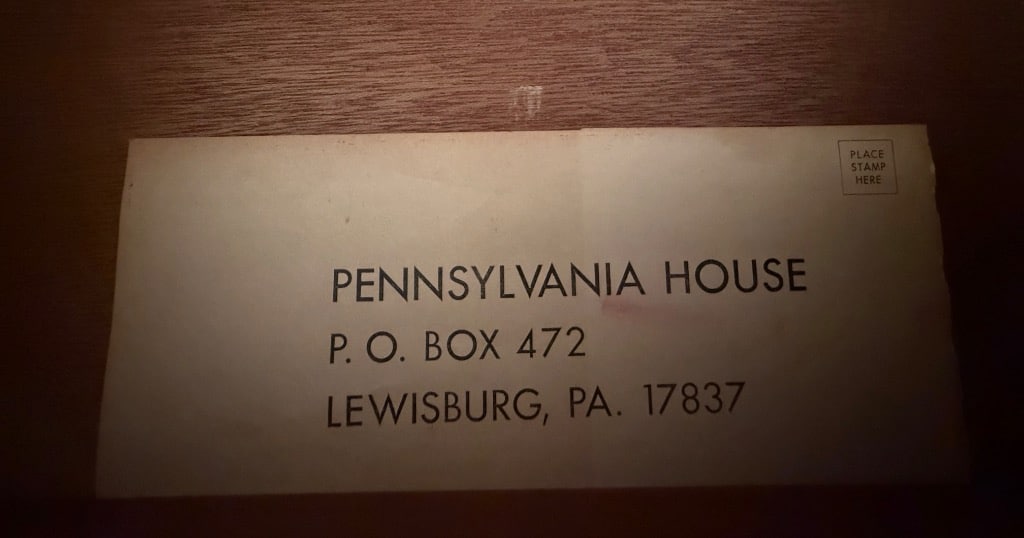 PLACE
STAMP
HERE
PENNSYLVANIA HOUSE
P. O. BOX 472
LEWISBURG, PA. 17837